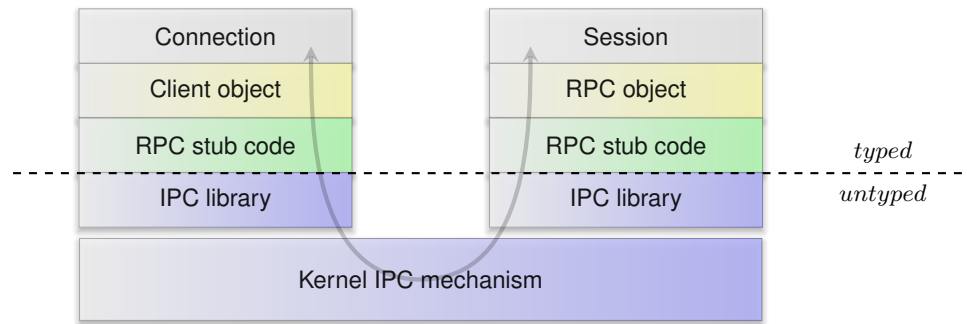 Connection
Session
Client object
RPC object
RPC stub code
RPC stub code
typed
IPC library
IPC library
untyped
Kernel IPC mechanism